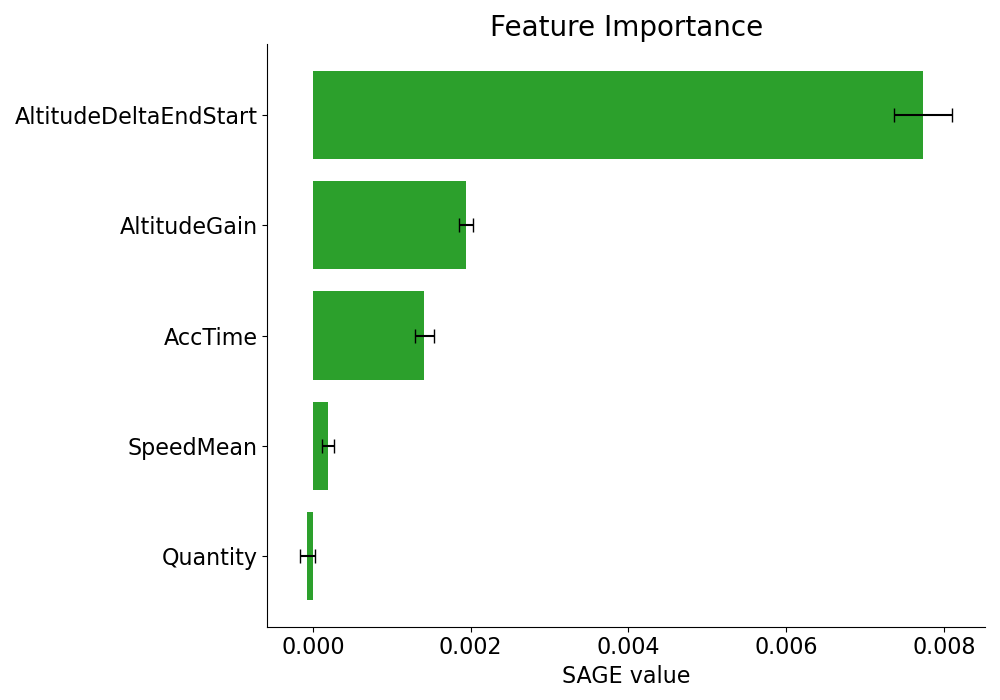 Feature Importance
AltitudeDeltaEndStart
AltitudeGain
AccTime
SpeedMean
Quantity
0.000 0.002 0.004 0.006 0.008
SAGE value